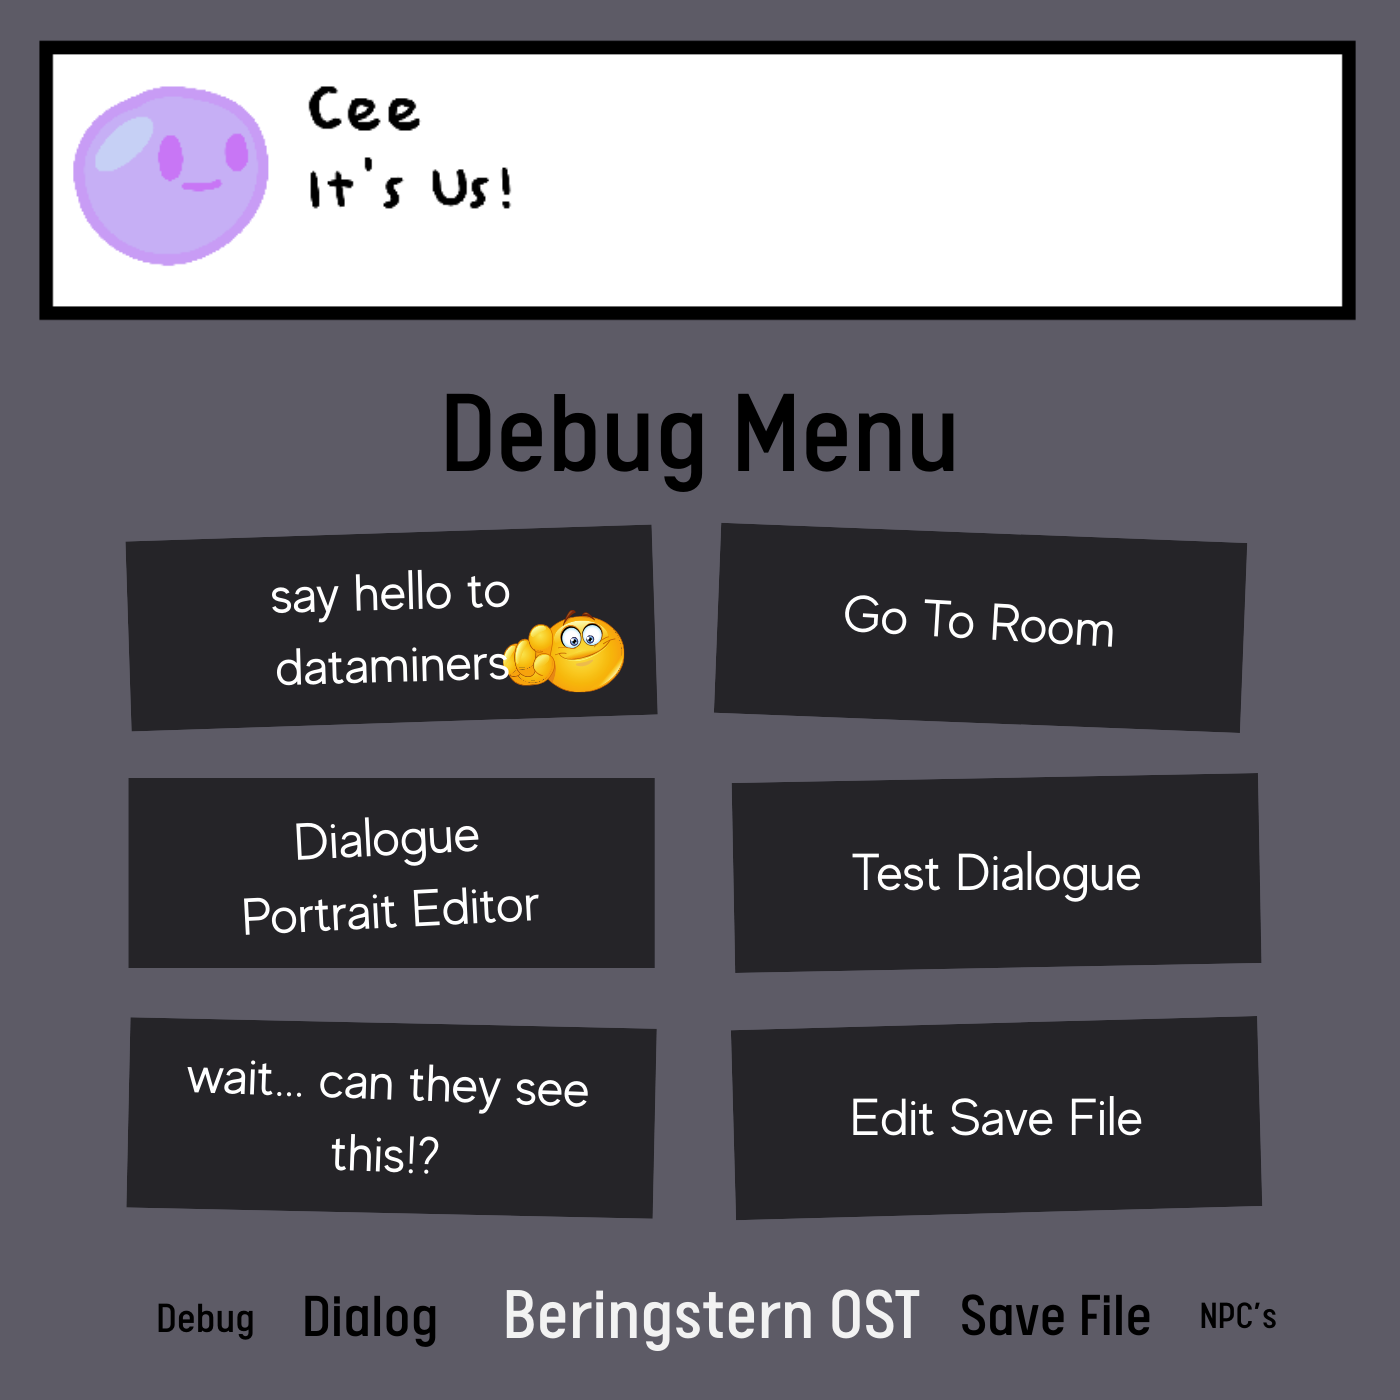 Cee
It's Us!
Debug Menu
say hello to
dataminers
Go To Room
Dialogue
Portrait Editor
Test Dialogue
wait... can they see
this!?
Edit Save File
Debug Dialog Beringstern OST Save File NPC's